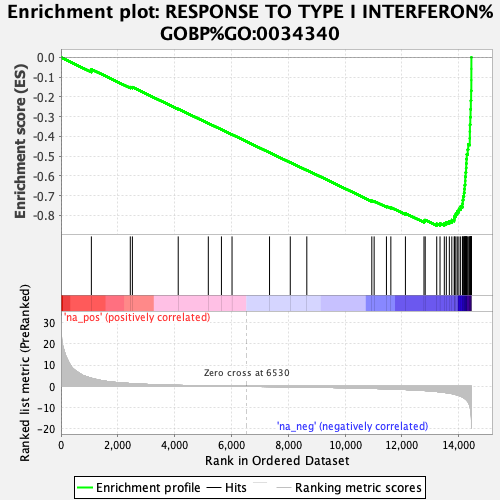 Enrichment plot: RESPONSE TO TYPE I INTERFERON%
GOBP%GO:0034340
Enrichment score (ES)
0.0
-0.1
-0.2
-0.3
-0.4
-0.5
-0.6
-0.7
-0.8
'na_pos' (positively correlated)
Ranked list metric (PreRanked)
30
20
10
0
-10
-20
Zero cross at 6530
'na_neg' (negatively correlated)
0
2,000
4,000
6,000
8,000
10,000
12,000
14,000
Rank in Ordered Dataset
Enrichment profile
Hits
Ranking metric scores